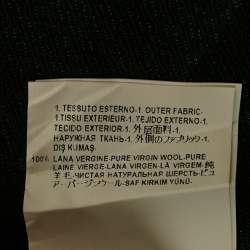 1. TESSUTO ESTERNO-1. OUTER FABRIC-
1.TISSU EXTERIEUR-1. TEJIDO EXTERNO-1.
TECIDO EXTERIOR-1. 外层面料-1.
НАРУЖНАЯ ТКАНЬ-1. 外側のファブリック-1.
DIŞ KUMAŞ-
100% LANA VERGINE-PURE VIRGIN WOOL-PURE
LAINE VIERGE-LANA VIRGEN-LÃ VIRGEM-純
羊毛-ЧИСТАЯ НАТУРАЛЬНАЯ ШЕРСТЬ-ピュ
ア・バージンウール-SAF KIRKIM YÜNÜ-